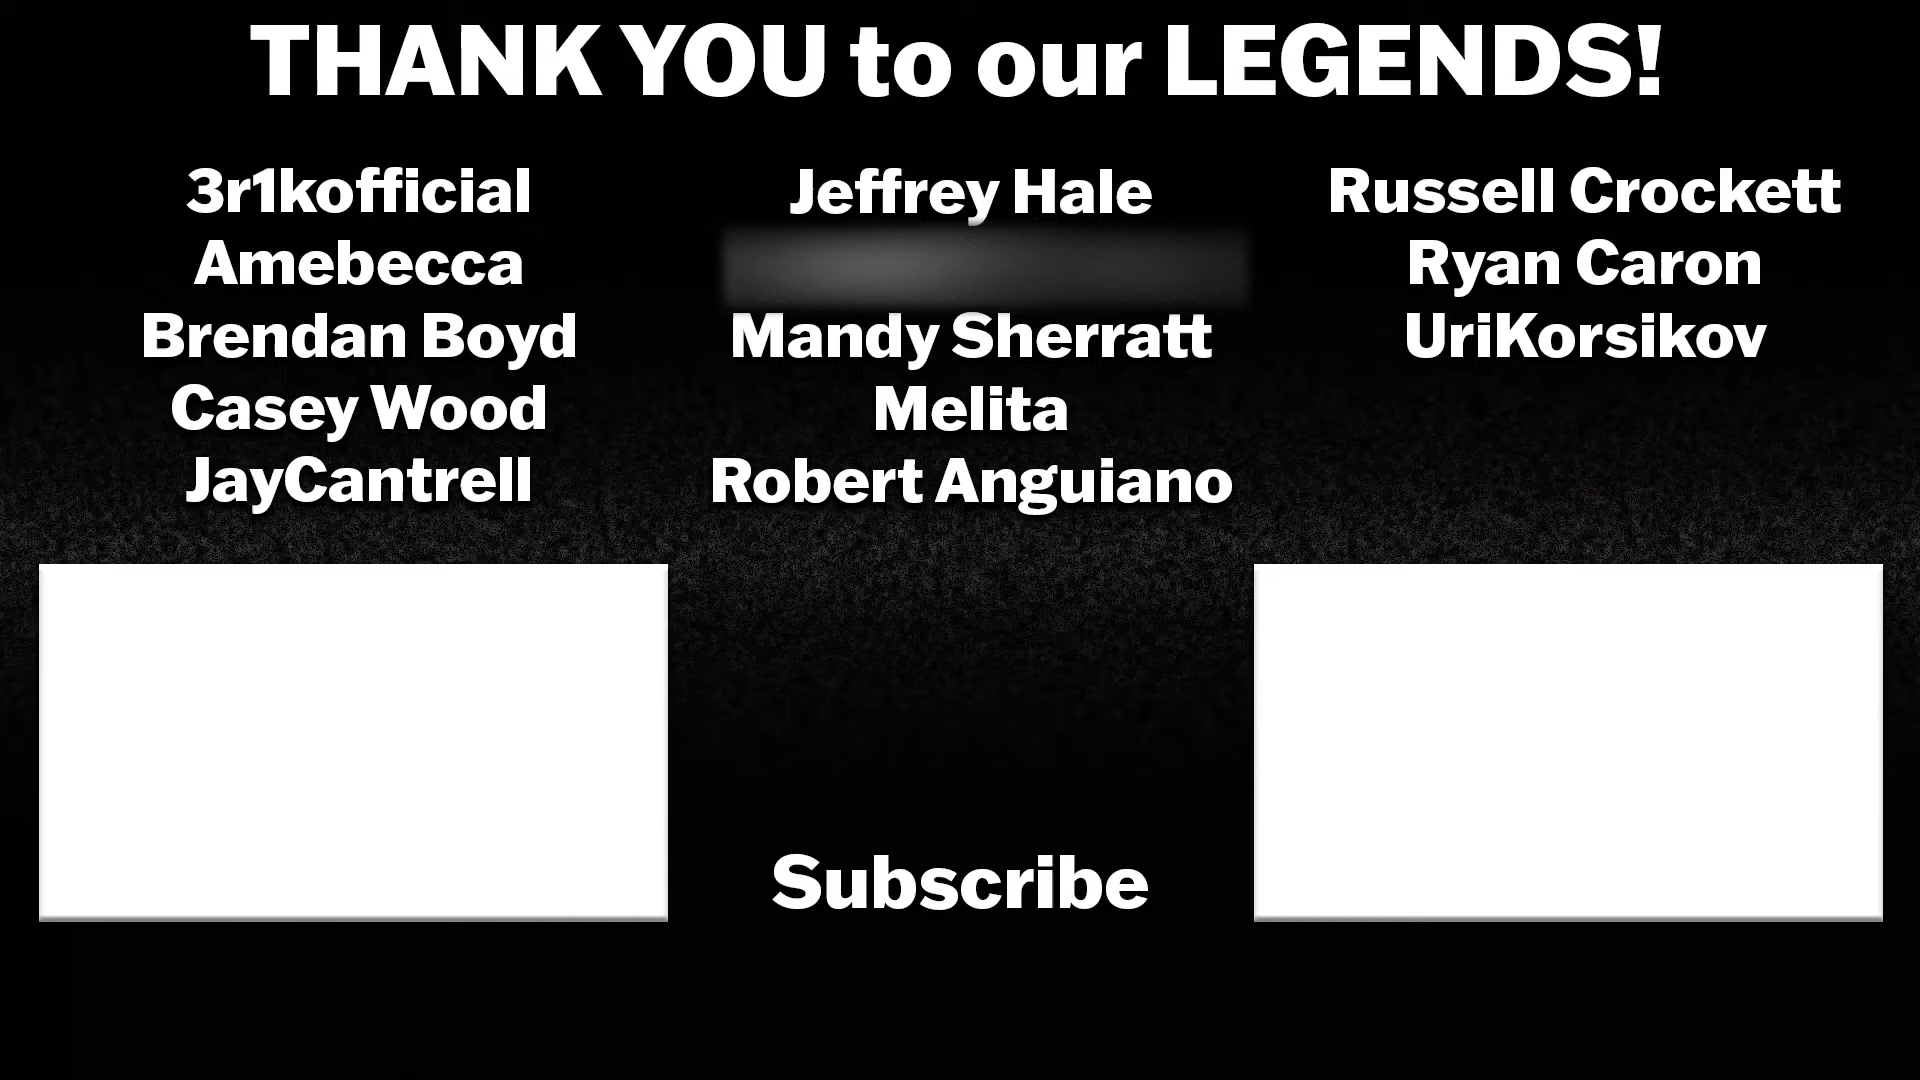 THANK YOU to our LEGENDS!
3r1kofficial
Amebecca
Brendan Boyd
Casey Wood
JayCantrell
Jeffrey Hale
Mandy Sherratt
Melita
Robert Anguiano
Russell Crockett
Ryan Caron
UriKorsikov
Subscribe